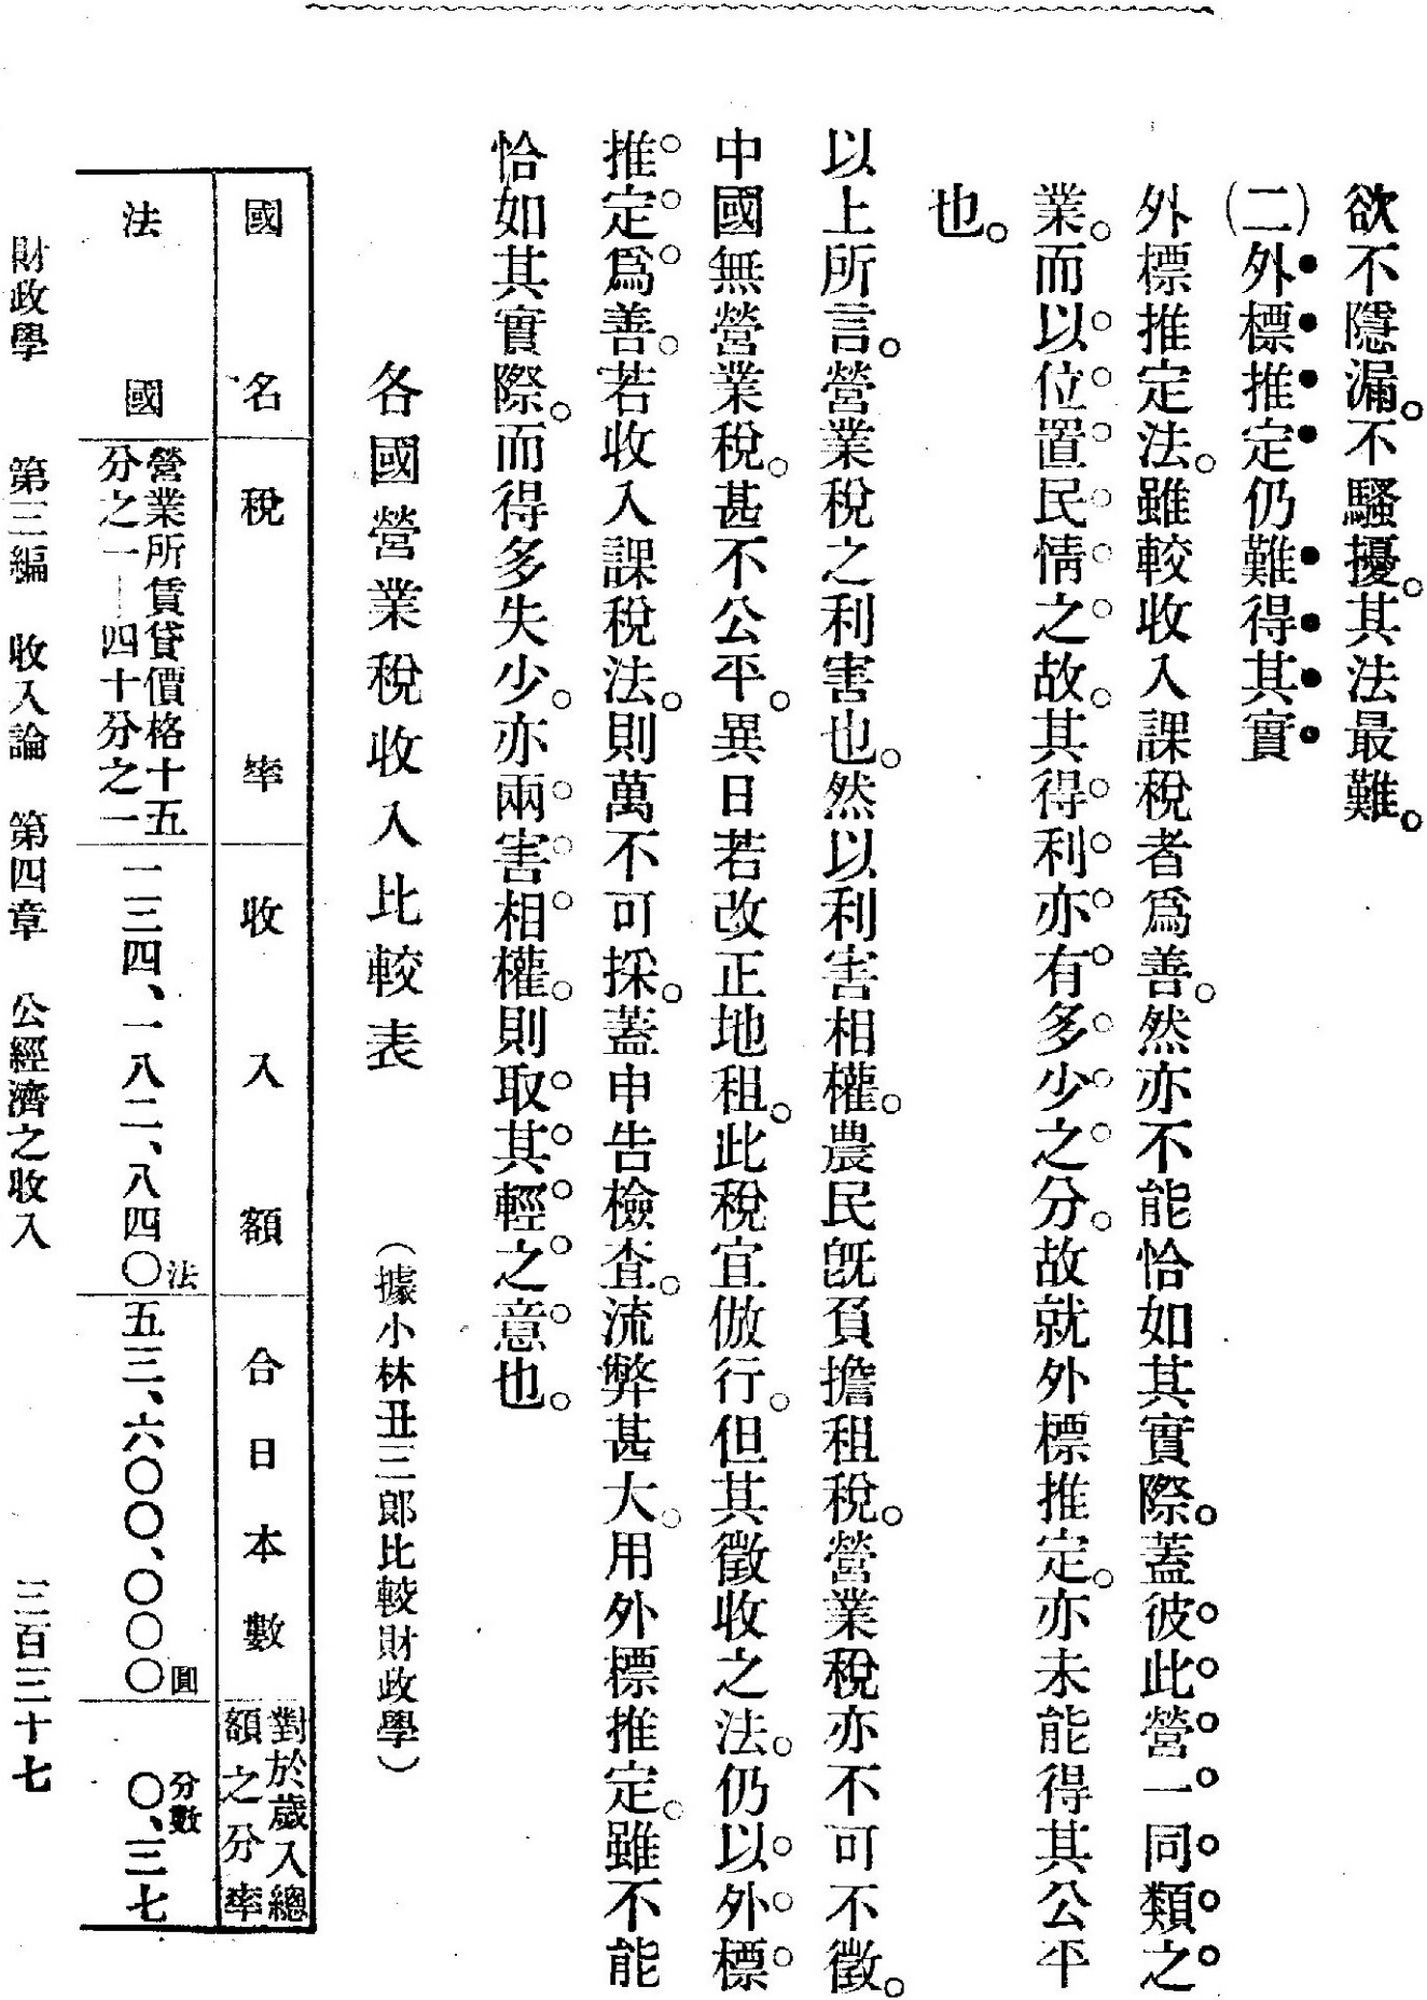 欲不隱漏。不騷擾。其法最難。
(二)外標推定仍難得其實
外標推定法。雖較收入課稅者爲善。然亦不能恰如其實際。蓋彼此營一同類之
業。而以位置民情之故。其得利亦有多少之分。故就外標推定。亦未能得其公平
也。
以上所言。營業稅之利害也。然以利害相權。農民旣負擔租稅。營業稅亦不可不徵。
中國無營業稅。甚不公平。異日若改正地租。此稅宜倣行。但其徵收之法。仍以外標
推定爲善。若收入課稅法。則萬不可採。蓋申告檢査。流弊甚大。用外標推定。雖不能
恰如其實際。而得多失少。亦兩害相權。則取其輕之意也。
各國營業稅收入比較表 (據小林丑三郎比較財政學)
國名 稅率 收入額 合日本數 對於歲入總額之分率
法國 營業所賃貸價格十五分之一—四十分之一 一三四、一八二、八四〇法 五三、六〇〇、〇〇〇圓 分數〇、三七
財政學 第三編 收入論 第四章 公經濟之收入 三百三十七